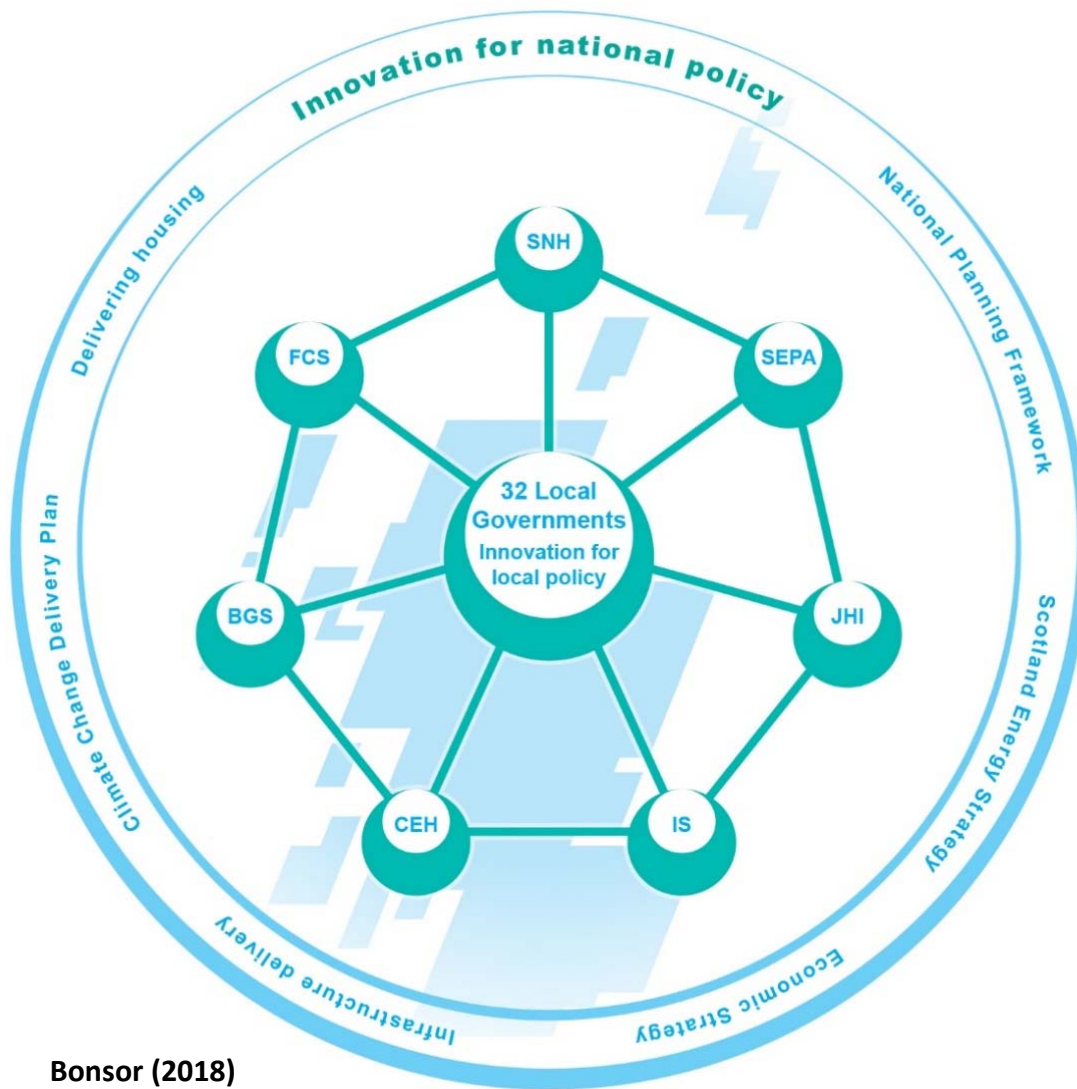 Innovation for national policy
Delivering housing
National Planning Framework
SNH
FCS
SEPA
32 Local
Governments
Innovation for
local policy
BGS
JHI
Climate Change Delivery Plan
Scotland Energy Strategy
CEH
IS
Infrastructure delivery
Economic Strategy
Bonsor (2018)